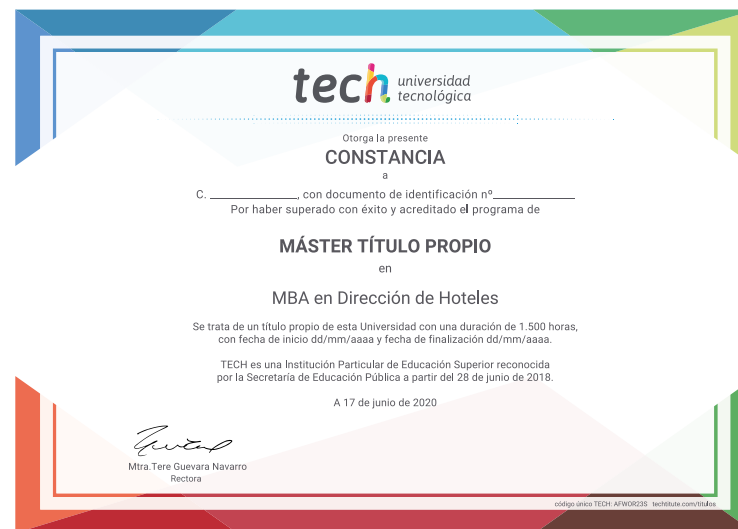 tech universidad
tecnológica
Otorga la presente
CONSTANCIA
a
C. ________________, con documento de identificación nº________________
Por haber superado con éxito y acreditado el programa de
MÁSTER TÍTULO PROPIO
en
MBA en Dirección de Hoteles
Se trata de un título propio de esta Universidad con una duración de 1.500 horas,
con fecha de inicio dd/mm/aaaa y fecha de finalización dd/mm/aaaa.
TECH es una Institución Particular de Educación Superior reconocida
por la Secretaría de Educación Pública a partir del 28 de junio de 2018.
A 17 de junio de 2020
Mtra.Tere Guevara Navarro
Rectora
código único TECH: AFWOR23S techtitute.com/títulos